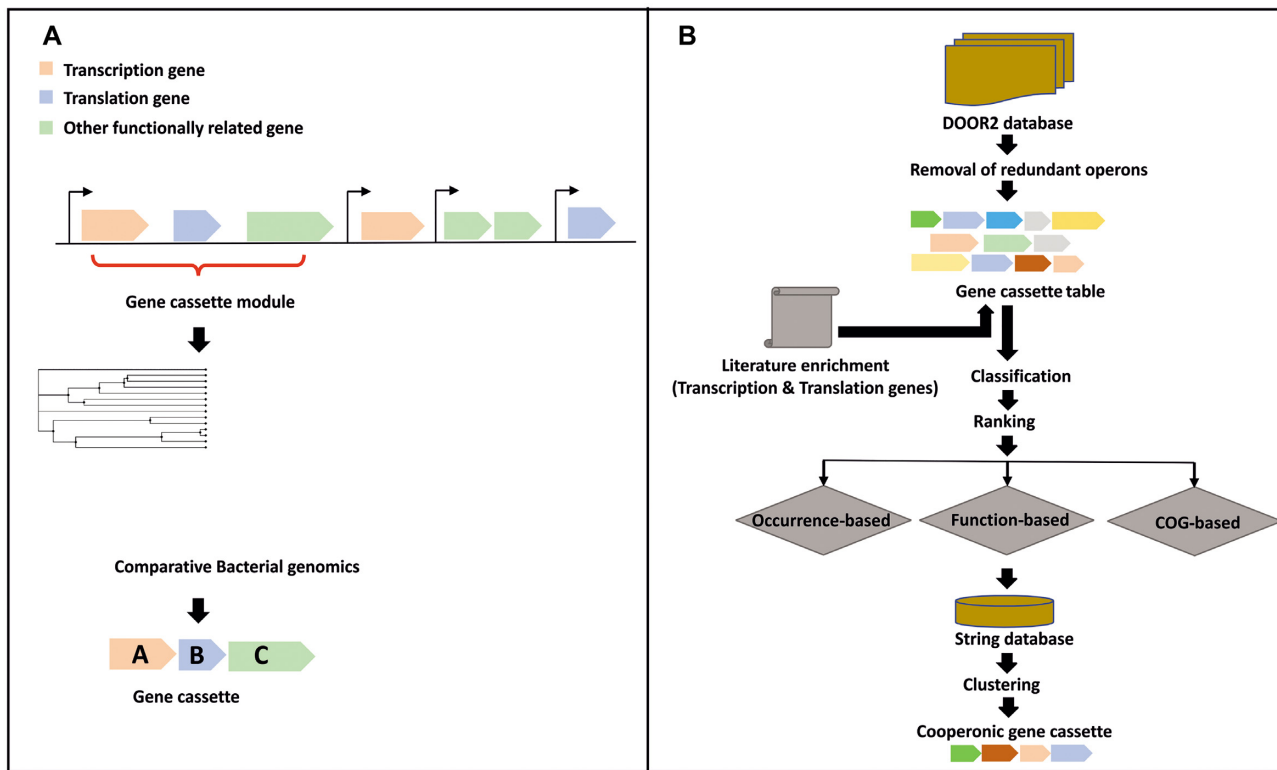 A
Transcription gene
Translation gene
Other functionally related gene
Gene cassette module
Comparative Bacterial genomics
A B C
Gene cassette
B
DOOR2 database
Removal of redundant operons
Gene cassette table
Literature enrichment
(Transcription & Translation genes)
Classification
Ranking
Occurrence-based Function-based COG-based
String database
Clustering
Cooperonic gene cassette